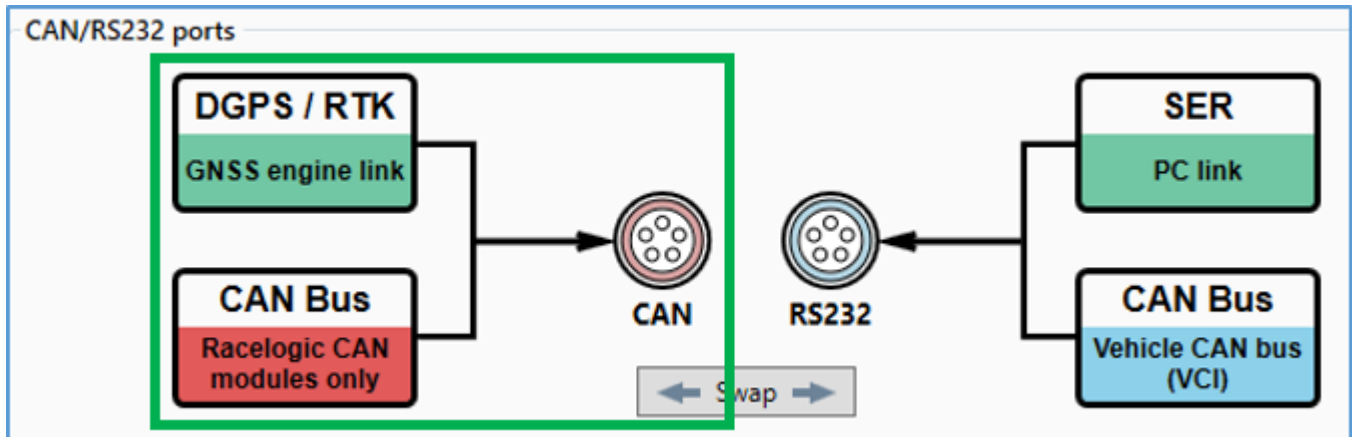 CAN/RS232 ports
DGPS / RTK
GNSS engine link
CAN Bus
Racelogic CAN
modules only
CAN
RS232
Swap
SER
PC link
CAN Bus
Vehicle CAN bus
(VCI)